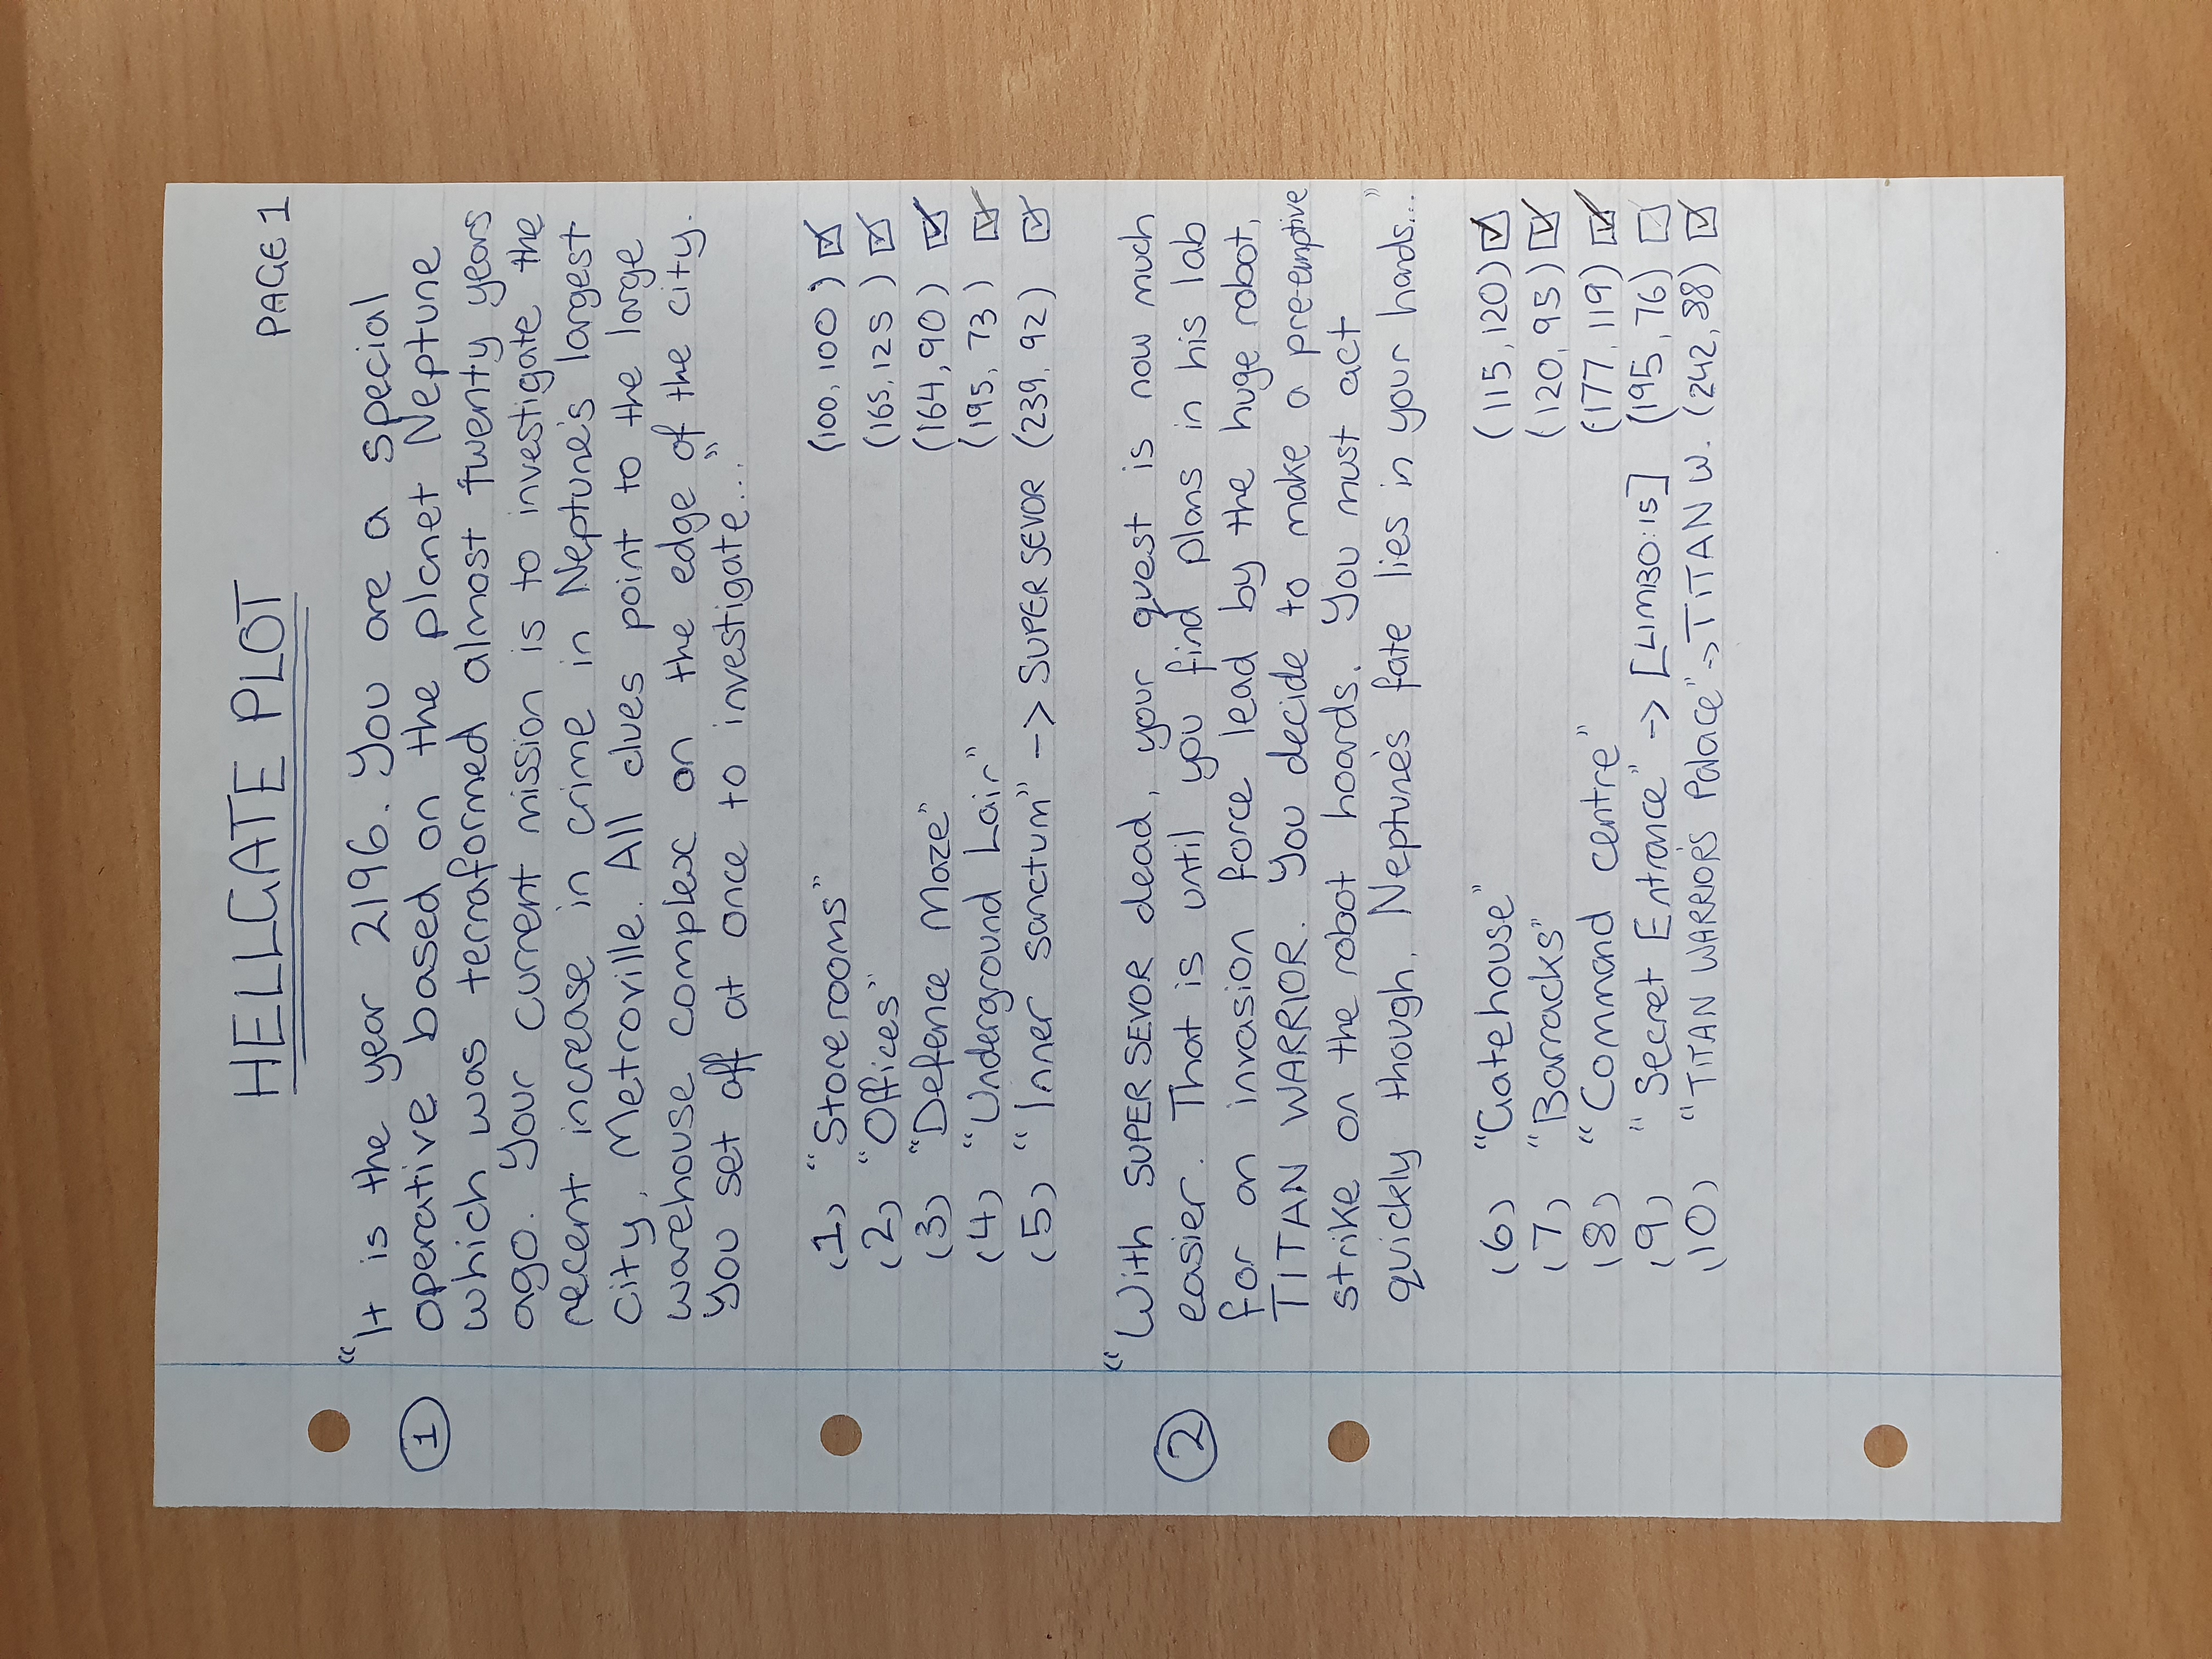 HELLGATE PLOT
PAGE 1
"It is the year 2196. You are a special
1
operative based on the planet Neptune
which was terraformed almost twenty years
ago. Your current mission is to investigate the
recent increase in crime in Neptune's largest
city, Metroville. All clues point to the large
warehouse complex on the edge of the city.
You set off at once to investigate..."
(1) "Storerooms" (100, 100) ☑
(2) "Offices" (165, 125) ☑
(3) "Defence Maze" (164, 90) ☑
(4) "Underground Lair" (195, 73) ☑
(5) "Inner sanctum" -> SUPER SEVOR (239, 92) ☑
"With SUPER SEVOR dead, your quest is now much
2
easier. That is until you find plans in his lab
for an invasion force lead by the huge robot,
TITAN WARRIOR. You decide to make a pre-emptive
strike on the robot hoards. You must act
quickly though, Neptune's fate lies in your hands..."
(6) "Gatehouse" (115, 120) ☑
(7) "Barracks" (120, 95) ☑
(8) "Command centre" (177, 119) ☑
(9) "Secret Entrance" -> [LIMBO:15] (195, 76) ☑
(10) "TITAN WARRIOR'S Palace" -> TITAN W. (242, 88) ☑